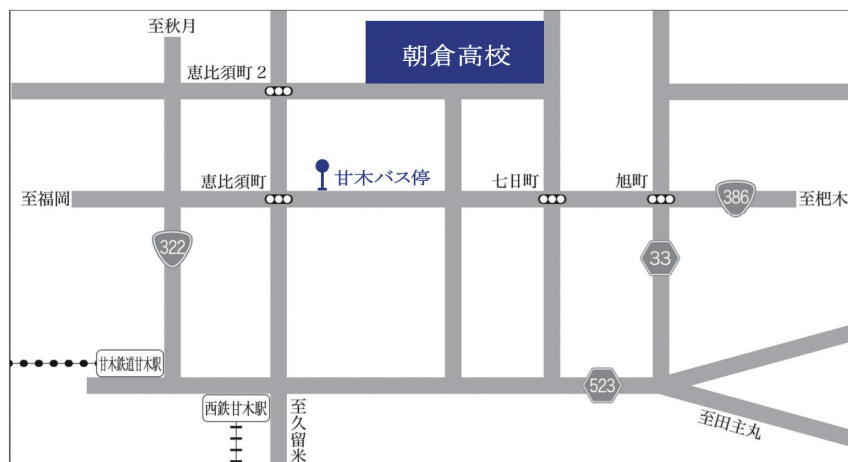 至秋月
朝倉高校
恵比須町2
甘木バス停
恵比須町
七日町
旭町
至福岡
386
至杷木
322
33
甘木鉄道甘木駅
523
西鉄甘木駅
至久留米
至田主丸